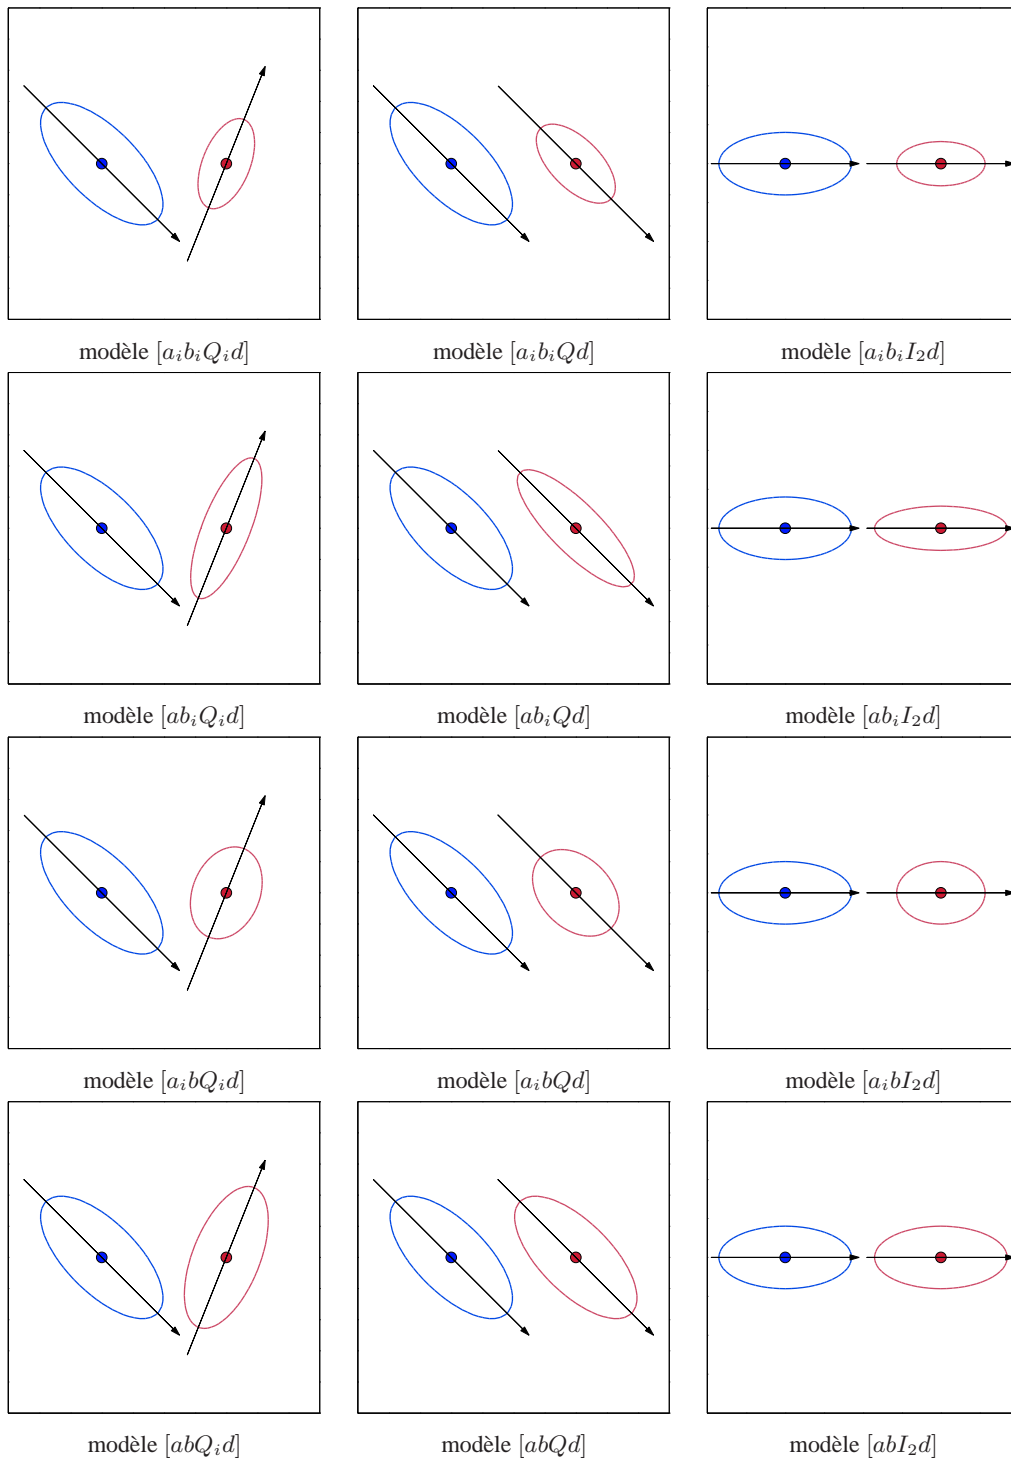 modèle [a_i b_i Q_i d]
modèle [a_i b_i Q d]
modèle [a_i b_i I_2 d]
modèle [a b_i Q_i d]
modèle [a b_i Q d]
modèle [a b_i I_2 d]
modèle [a_i b Q_i d]
modèle [a_i b Q d]
modèle [a_i b I_2 d]
modèle [a b Q_i d]
modèle [a b Q d]
modèle [a b I_2 d]